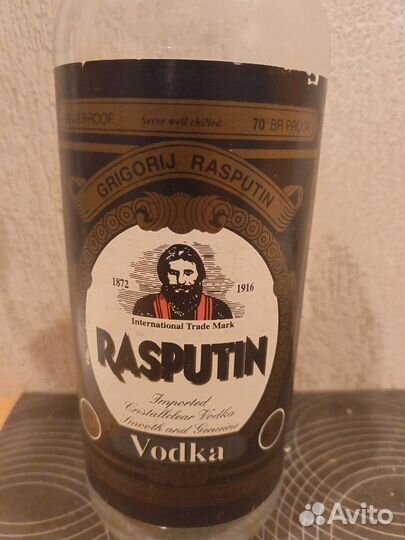 US PROOF Serve well chilled. 70 BR PROOF
GRIGORIJ RASPUTIN
1872 1916
International Trade Mark
RASPUTIN
Imported
Cristallclear Vodka
Smooth and Genuine
Vodka
Avito